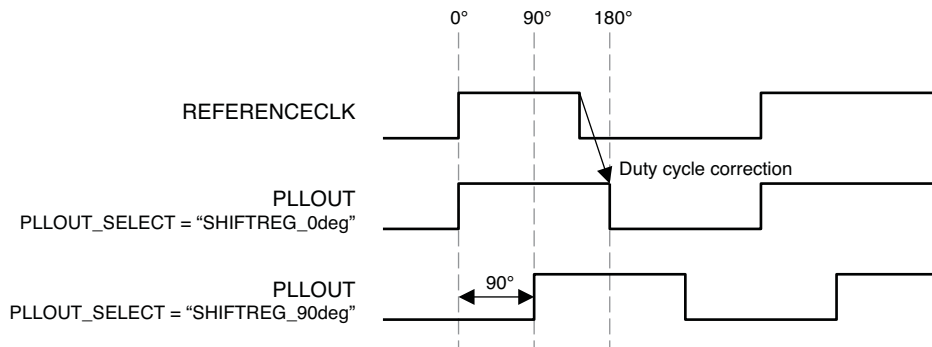 0° 90° 180°
REFERENCECLK
Duty cycle correction
PLLOUT
PLLOUT_SELECT = “SHIFTREG_0deg”
90°
PLLOUT
PLLOUT_SELECT = “SHIFTREG_90deg”